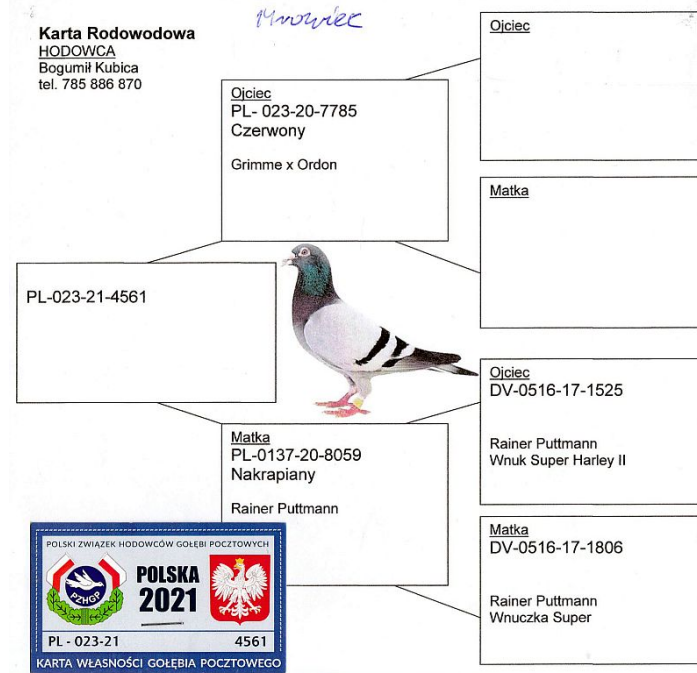 Karta Rodowodowa
HODOWCA
Bogumił Kubica
tel. 785 886 870
Ojciec
PL- 023-20-7785
Czerwony
Grimme x Ordon
Ojciec
Matka
PL-023-21-4561
Matka
PL-0137-20-8059
Nakrapiany
Rainer Puttmann
Ojciec
DV-0516-17-1525
Rainer Puttmann
Wnuk Super Harley II
Matka
DV-0516-17-1806
Rainer Puttmann
Wnuczka Super
POLSKI ZWIĄZEK HODOWCÓW GOŁĘBI POCZTOWYCH
PZHGP
POLSKA
2021
PL - 023-21 4561
KARTA WŁASNOŚCI GOŁĘBIA POCZTOWEGO